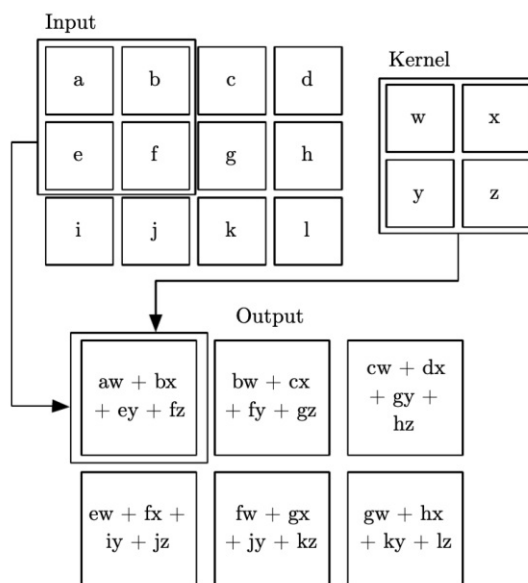 Input
Kernel
a b c d
e f g h
i j k l
w x
y z
Output
aw + bx
+ ey + fz
bw + cx
+ fy + gz
cw + dx
+ gy +
hz
ew + fx +
iy + jz
fw + gx
+ jy + kz
gw + hx
+ ky + lz